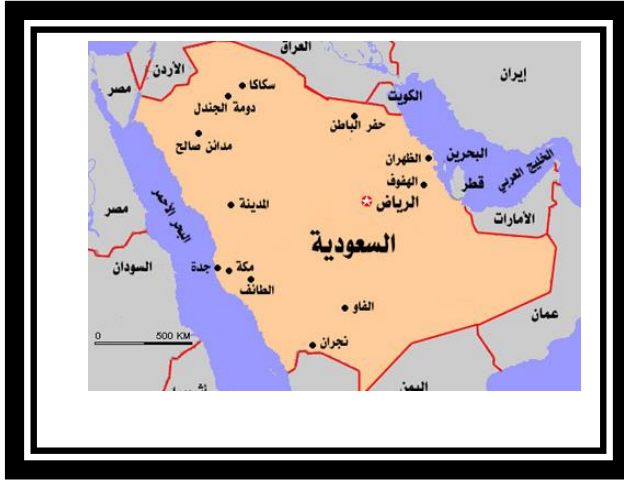 العراق
إيران
الأردن
سكاكا
مصر
الكويت
دومة الجندل
حفر الباطن
مدائن صالح
الظهران
البحرين
الخليج العربي
الهفوف
قطر
المدينة
الرياض
مصر
البحر الأحمر
الأمارات
السعودية
السودان
جدة
مكة
الطائف
الفاو
عمان
0 500 KM
نجران
اليمن